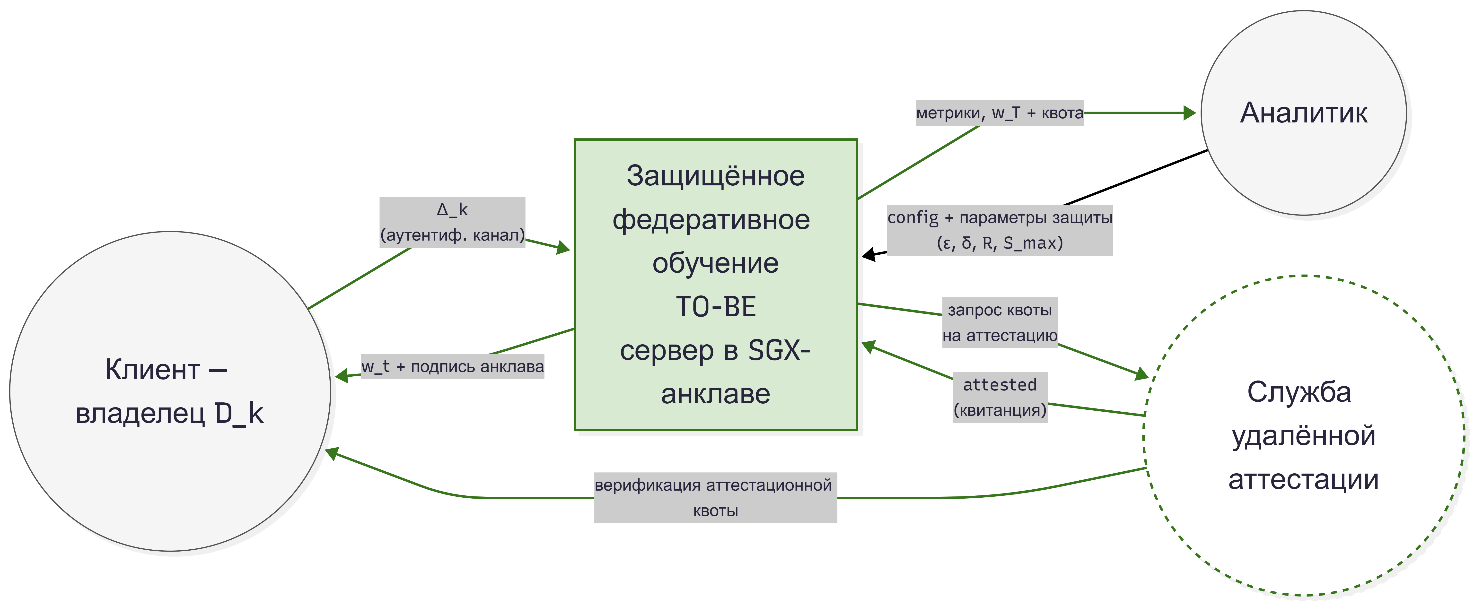 Аналитик
метрики, w_T + квота
config + параметры защиты
(ε, δ, R, S_max)
Защищённое
федеративное
обучение
TO-BE
сервер в SGX-
анклаве
Δ_k
(аутентиф. канал)
w_t + подпись анклава
Клиент —
владелец D_k
запрос квоты
на аттестацию
attested
(квитанция)
Служба
удалённой
аттестации
верификация аттестационной
квоты